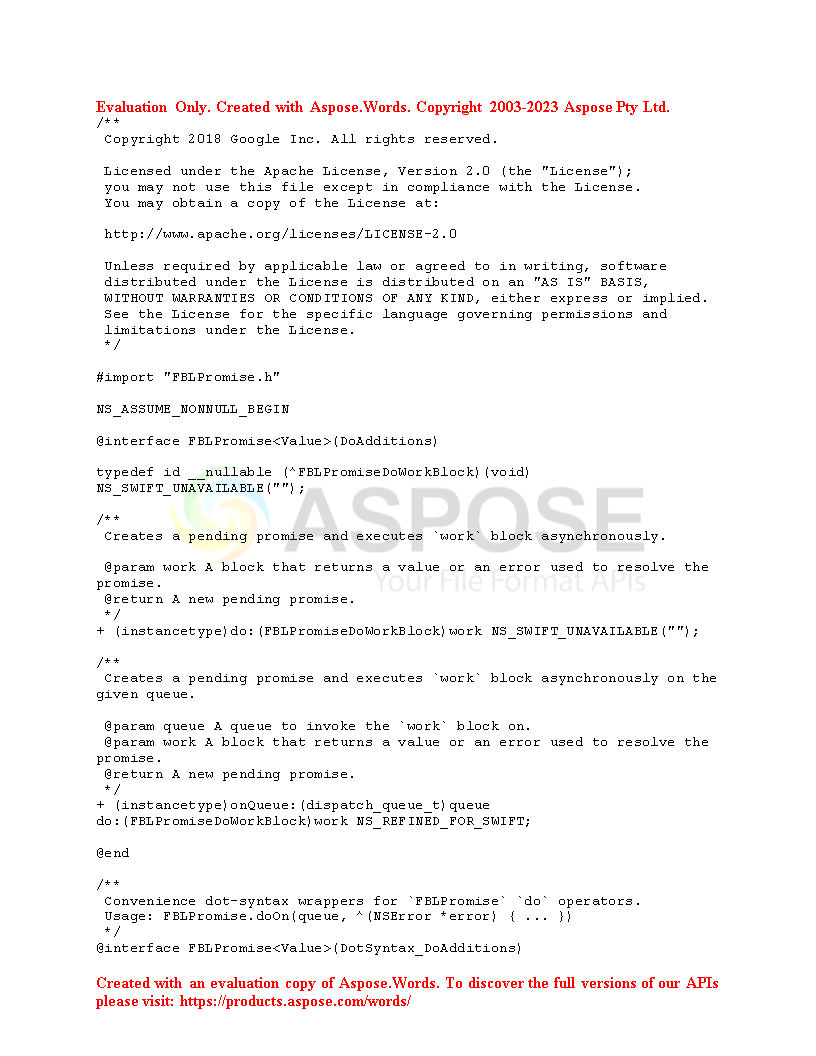 Evaluation Only. Created with Aspose.Words. Copyright 2003-2023 Aspose Pty Ltd.
/**
 Copyright 2018 Google Inc. All rights reserved.

 Licensed under the Apache License, Version 2.0 (the "License");
 you may not use this file except in compliance with the License.
 You may obtain a copy of the License at:

 http://www.apache.org/licenses/LICENSE-2.0

 Unless required by applicable law or agreed to in writing, software
 distributed under the License is distributed on an "AS IS" BASIS,
 WITHOUT WARRANTIES OR CONDITIONS OF ANY KIND, either express or implied.
 See the License for the specific language governing permissions and
 limitations under the License.
 */

#import "FBLPromise.h"

NS_ASSUME_NONNULL_BEGIN

@interface FBLPromise<Value>(DoAdditions)

typedef id __nullable (^FBLPromiseDoWorkBlock)(void)
NS_SWIFT_UNAVAILABLE("");

/**
ASPOSE
 Creates a pending promise and executes `work` block asynchronously.

 @param work A block that returns a value or an error used to resolve the
Your File Format APIs
promise.
 @return A new pending promise.
 */
+ (instancetype)do:(FBLPromiseDoWorkBlock)work NS_SWIFT_UNAVAILABLE("");

/**
 Creates a pending promise and executes `work` block asynchronously on the
given queue.

 @param queue A queue to invoke the `work` block on.
 @param work A block that returns a value or an error used to resolve the
promise.
 @return A new pending promise.
 */
+ (instancetype)onQueue:(dispatch_queue_t)queue
do:(FBLPromiseDoWorkBlock)work NS_REFINED_FOR_SWIFT;

@end

/**
 Convenience dot-syntax wrappers for `FBLPromise` `do` operators.
 Usage: FBLPromise.doOn(queue, ^(NSError *error) { ... })
 */
@interface FBLPromise<Value>(DotSyntax_DoAdditions)

Created with an evaluation copy of Aspose.Words. To discover the full versions of our APIs
please visit: https://products.aspose.com/words/